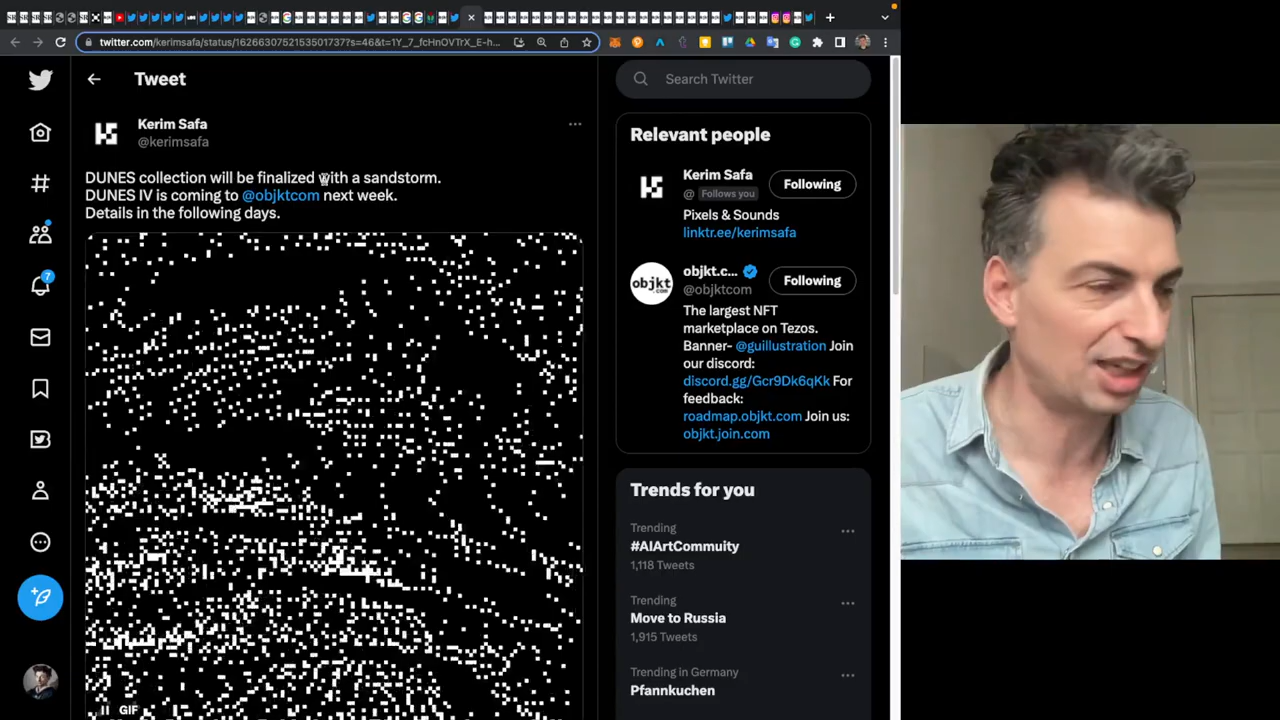 twitter.com/kerimsafa/status/1626630752153501737?s=46&t=1Y_7_fcHnOVTrX_E-h...
Tweet
Kerim Safa
@kerimsafa
DUNES collection will be finalized with a sandstorm.
DUNES IV is coming to @objktcom next week.
Details in the following days.
GIF
7
Search Twitter
Relevant people
Kerim Safa
@ Follows you
Following
Pixels & Sounds
linktr.ee/kerimsafa
objkt.c...
@objktcom
Following
objkt
.COM
The largest NFT
marketplace on Tezos.
Banner- @guillustration Join
our discord:
discord.gg/Gcr9Dk6qKk For
feedback:
roadmap.objkt.com Join us:
objkt.join.com
Trends for you
Trending
#AIArtCommuity
1,118 Tweets
Trending
Move to Russia
1,915 Tweets
Trending in Germany
Pfannkuchen